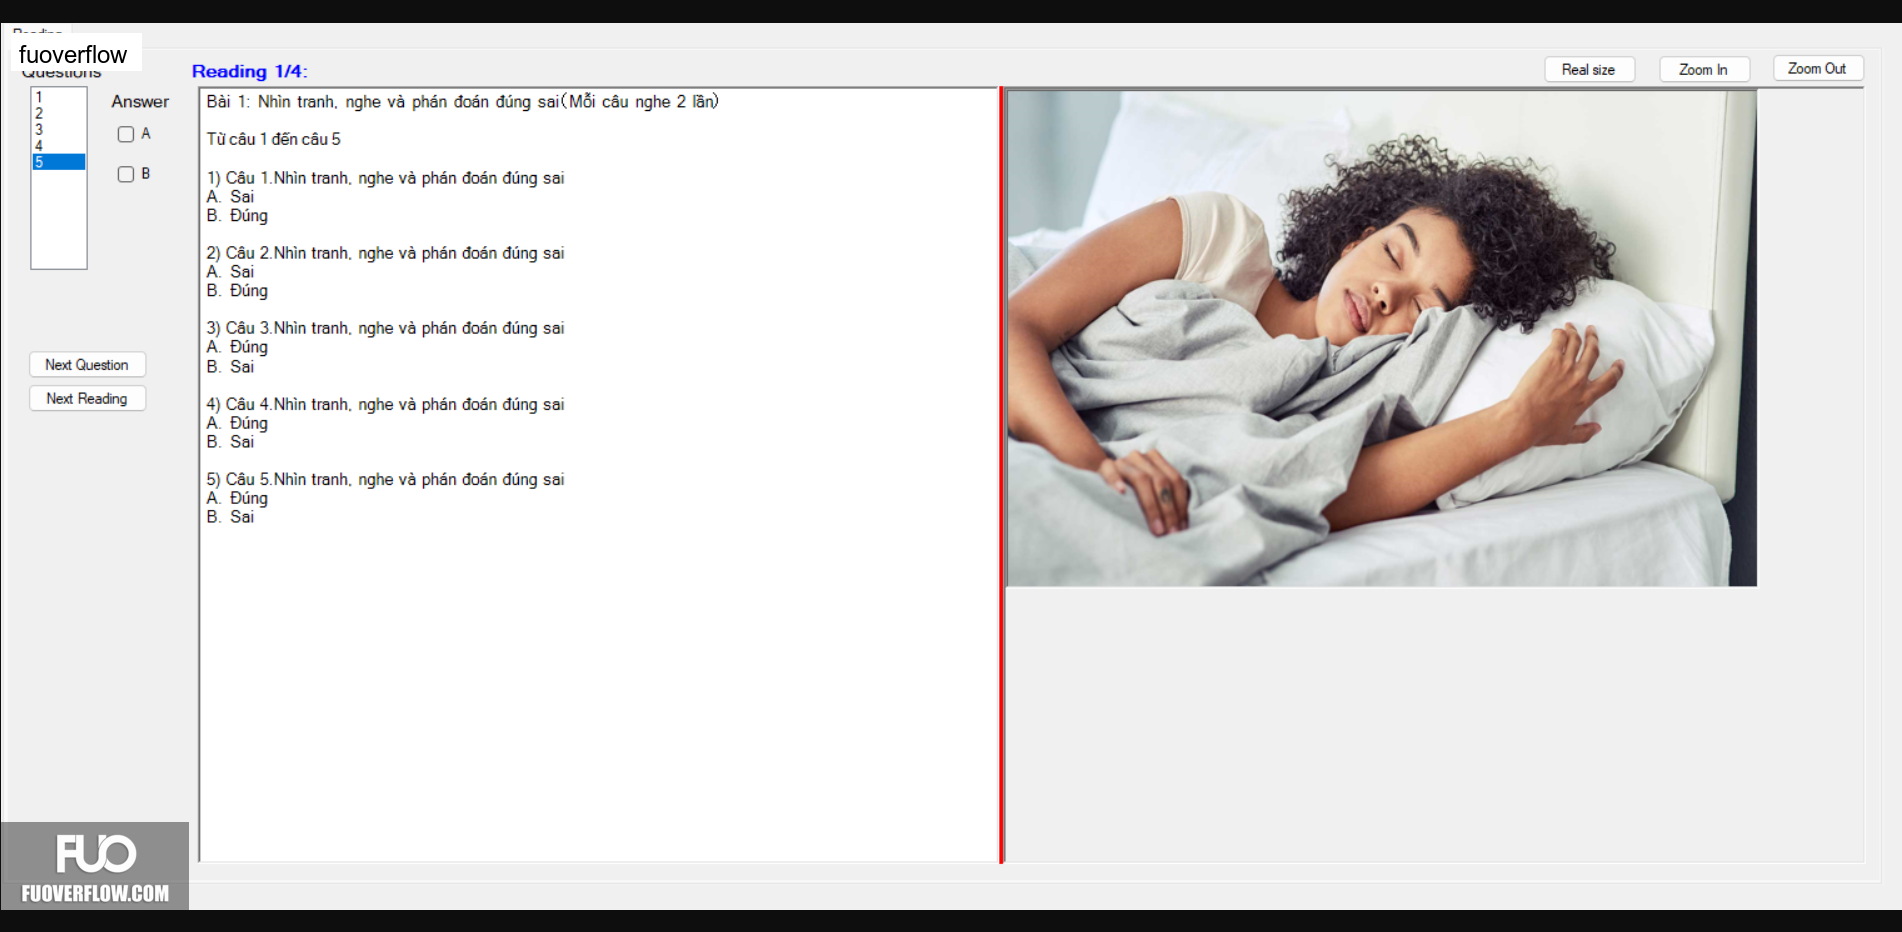 Reading
fuoverflow
Questions
Reading 1/4:
Real size
Zoom In
Zoom Out
1
2
3
4
5
Answer
A
B
Next Question
Next Reading
Bài 1: Nhìn tranh, nghe và phán đoán đúng sai(Mỗi câu nghe 2 lần)
Từ câu 1 đến câu 5
1) Câu 1.Nhìn tranh, nghe và phán đoán đúng sai
A. Sai
B. Đúng
2) Câu 2.Nhìn tranh, nghe và phán đoán đúng sai
A. Sai
B. Đúng
3) Câu 3.Nhìn tranh, nghe và phán đoán đúng sai
A. Đúng
B. Sai
4) Câu 4.Nhìn tranh, nghe và phán đoán đúng sai
A. Đúng
B. Sai
5) Câu 5.Nhìn tranh, nghe và phán đoán đúng sai
A. Đúng
B. Sai
FUO
FUOVERFLOW.COM